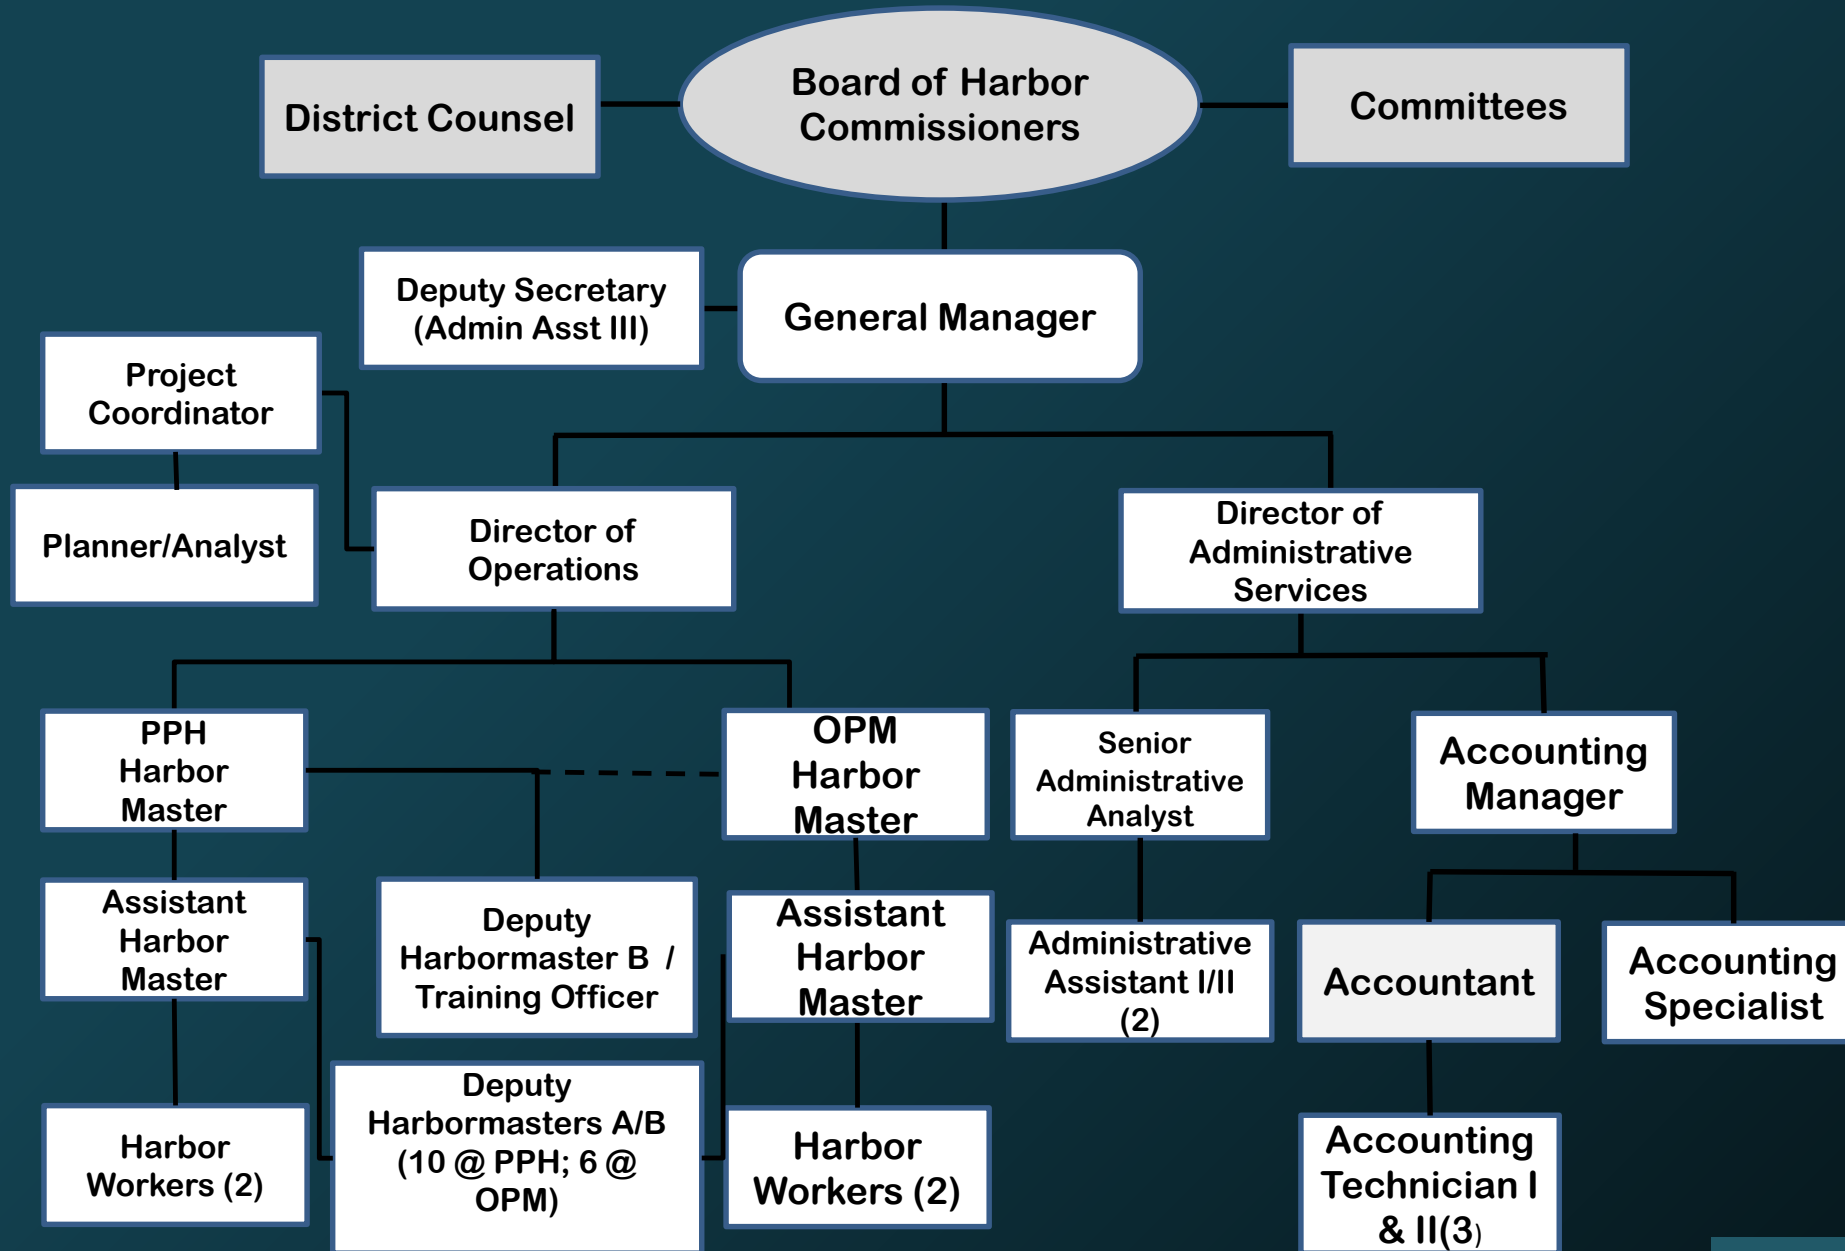 District Counsel
Board of Harbor
Commissioners
Committees
Deputy Secretary
(Admin Asst III)
General Manager
Project
Coordinator
Planner/Analyst
Director of
Operations
Director of
Administrative
Services
PPH
Harbor
Master
OPM
Harbor
Master
Senior
Administrative
Analyst
Accounting
Manager
Assistant
Harbor
Master
Deputy
Harbormaster B /
Training Officer
Assistant
Harbor
Master
Administrative
Assistant I/II
(2)
Accountant
Accounting
Specialist
Harbor
Workers (2)
Deputy
Harbormasters A/B
(10 @ PPH; 6 @
OPM)
Harbor
Workers (2)
Accounting
Technician I
& II(3)